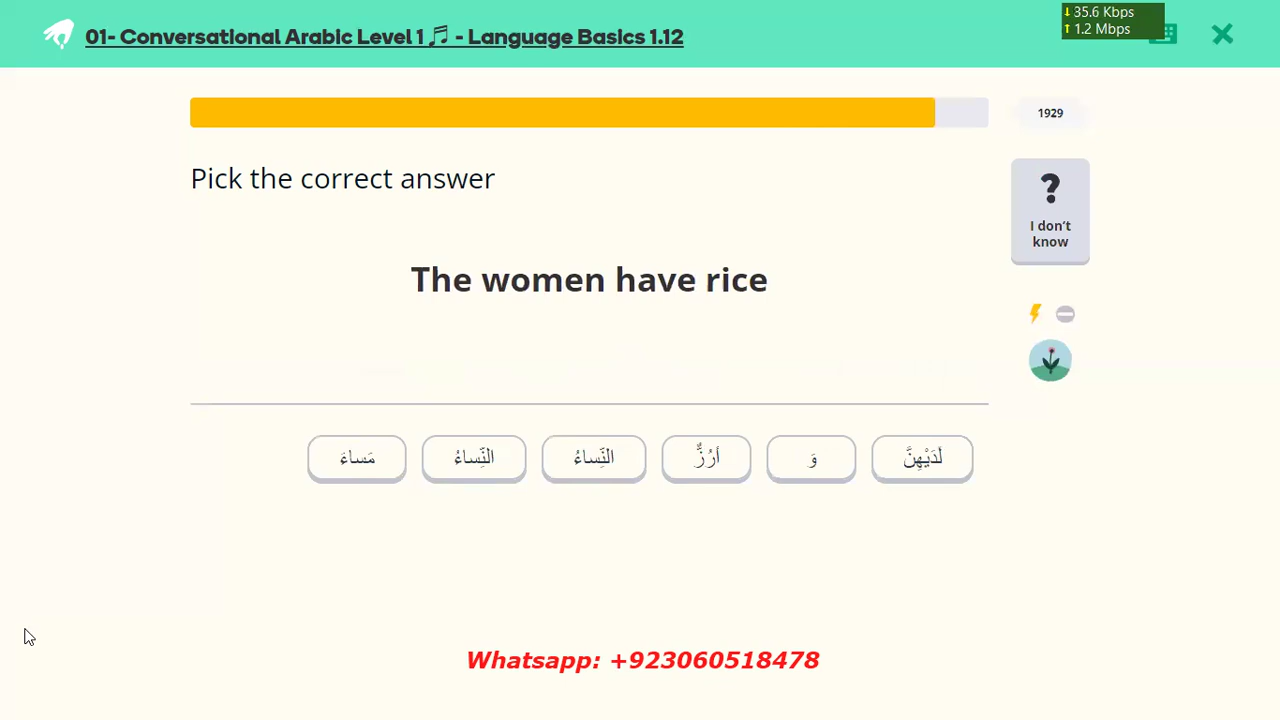 ↓ 35.6 Kbps
↑ 1.2 Mbps
01- Conversational Arabic Level 1 🎵 - Language Basics 1.12
1929
Pick the correct answer
?
I don't
know
The women have rice
مَساءَ النِّساءُ النِّساءُ أرُزٌّ وَ لَدَيْهِنَّ
Whatsapp: +923060518478